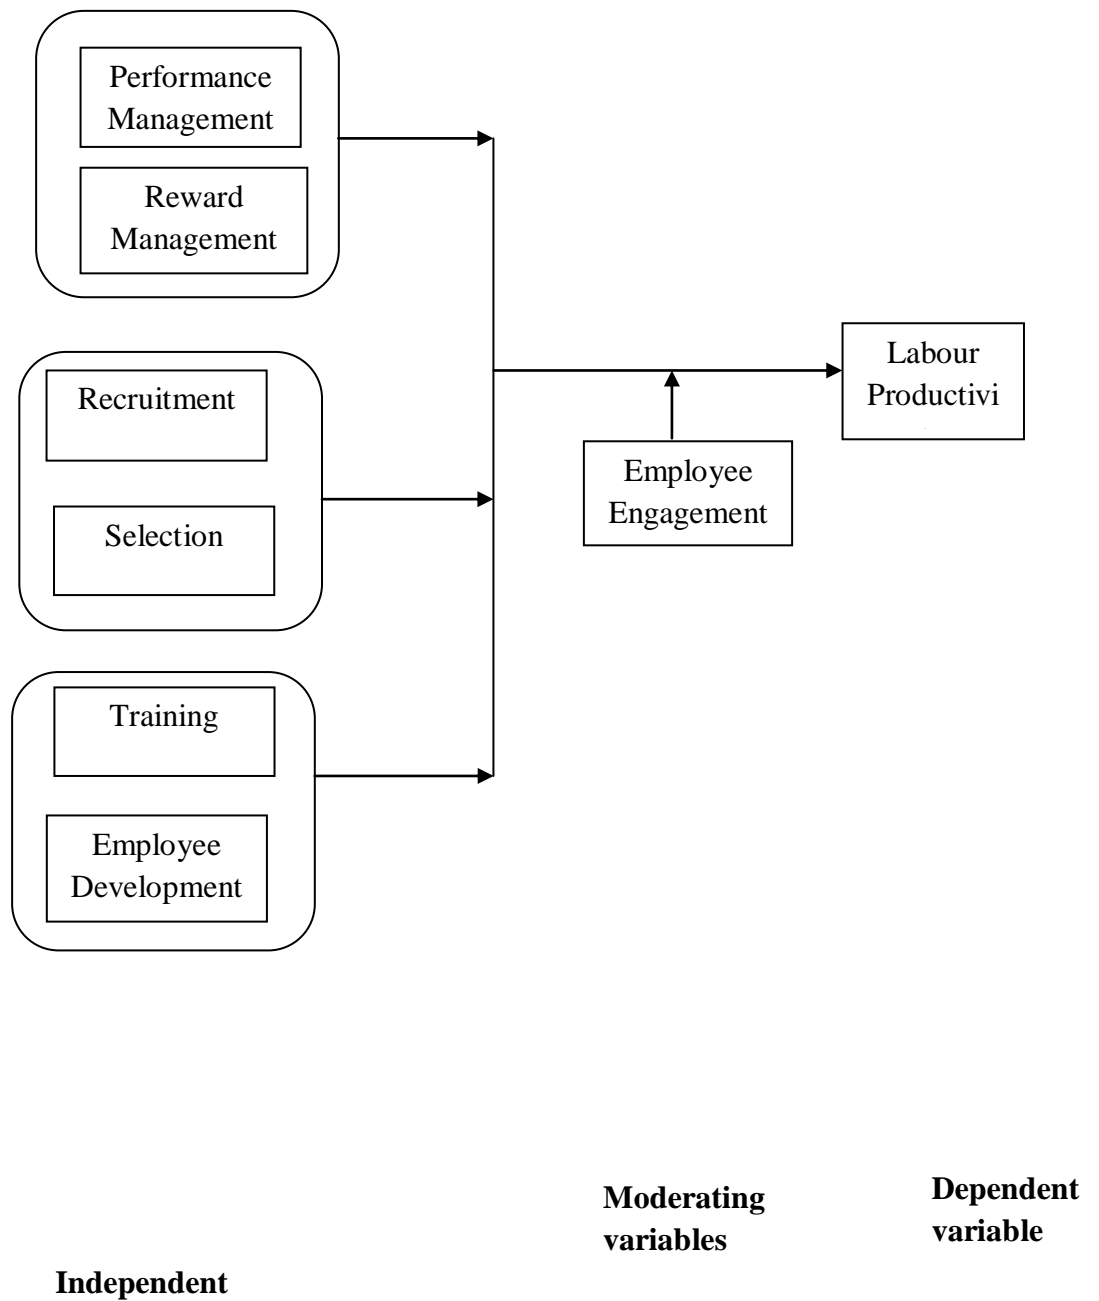 Performance
Management
Reward
Management
Recruitment
Selection
Training
Employee
Development
Employee
Engagement
Labour
Productivi
Moderating
variables
Dependent
variable
Independent